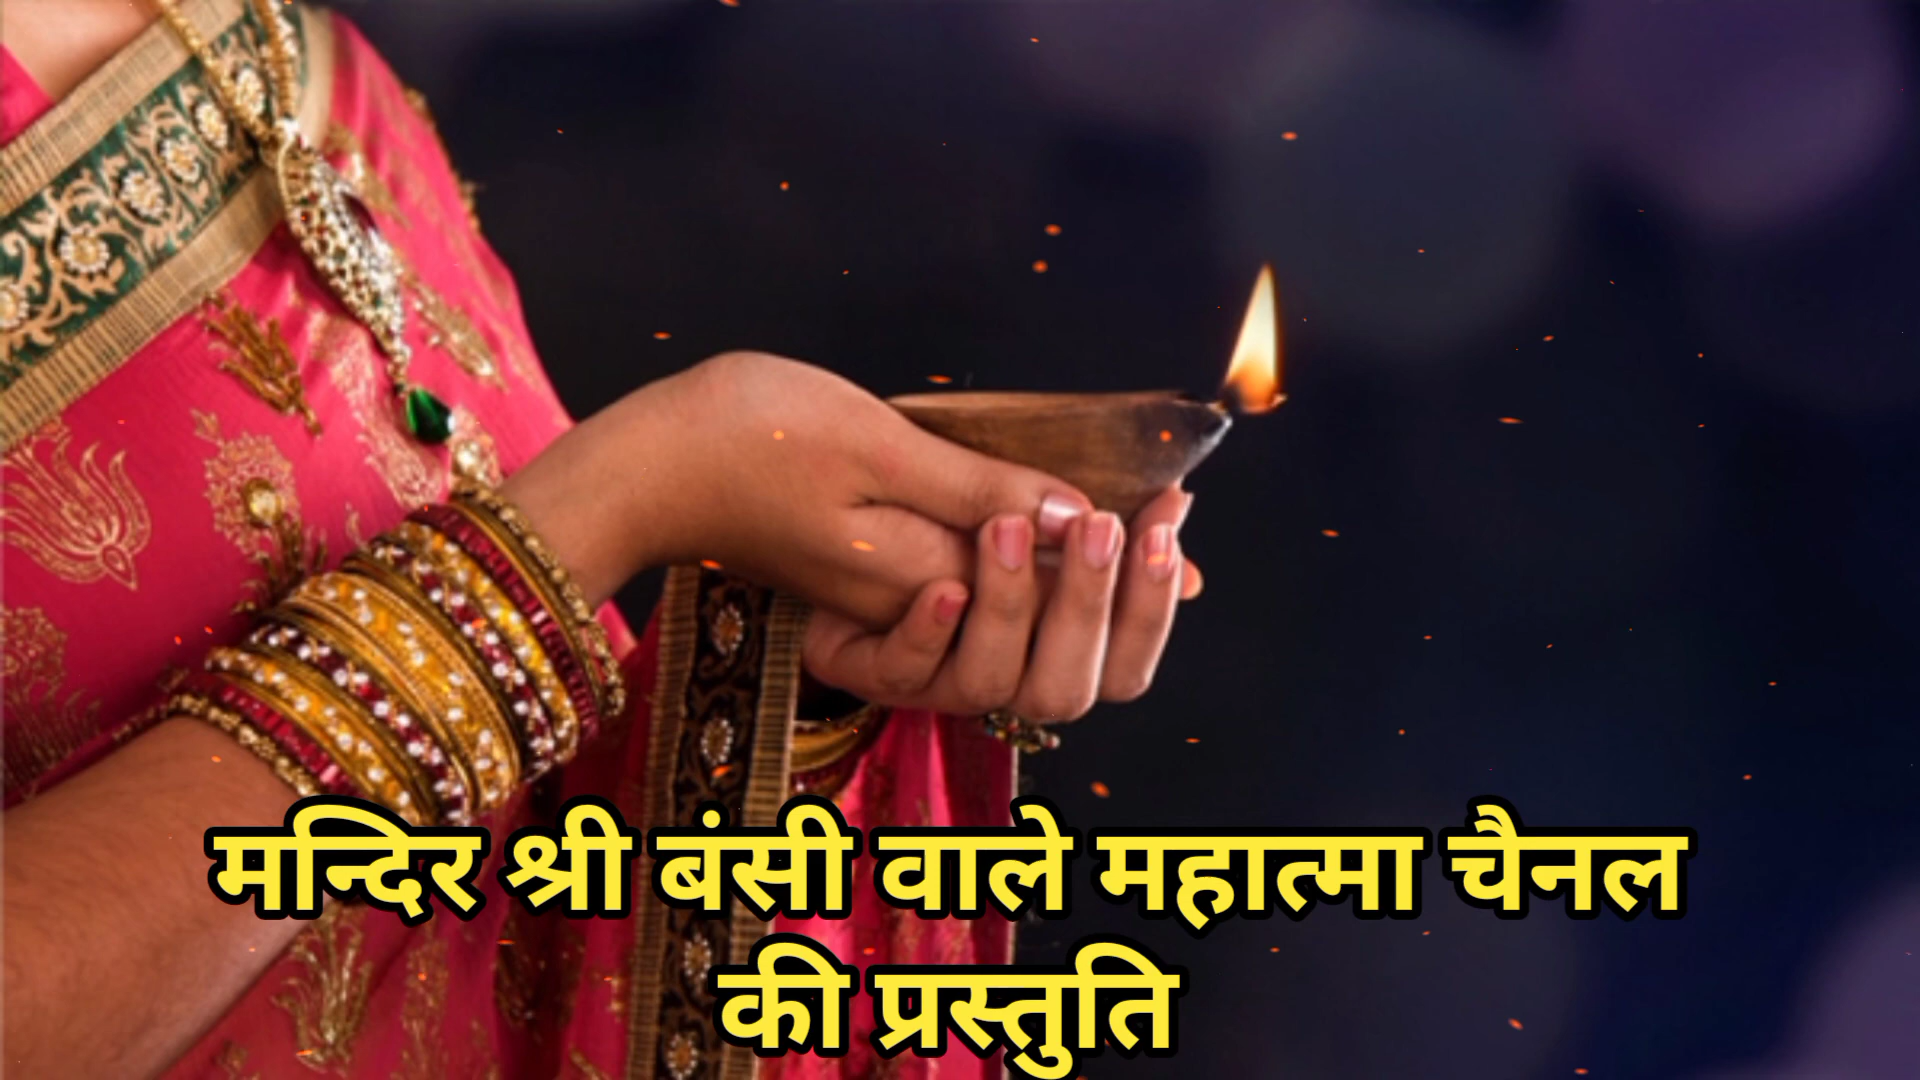 मन्दिर श्री बंसी वाले महात्मा चैनल
की प्रस्तुति